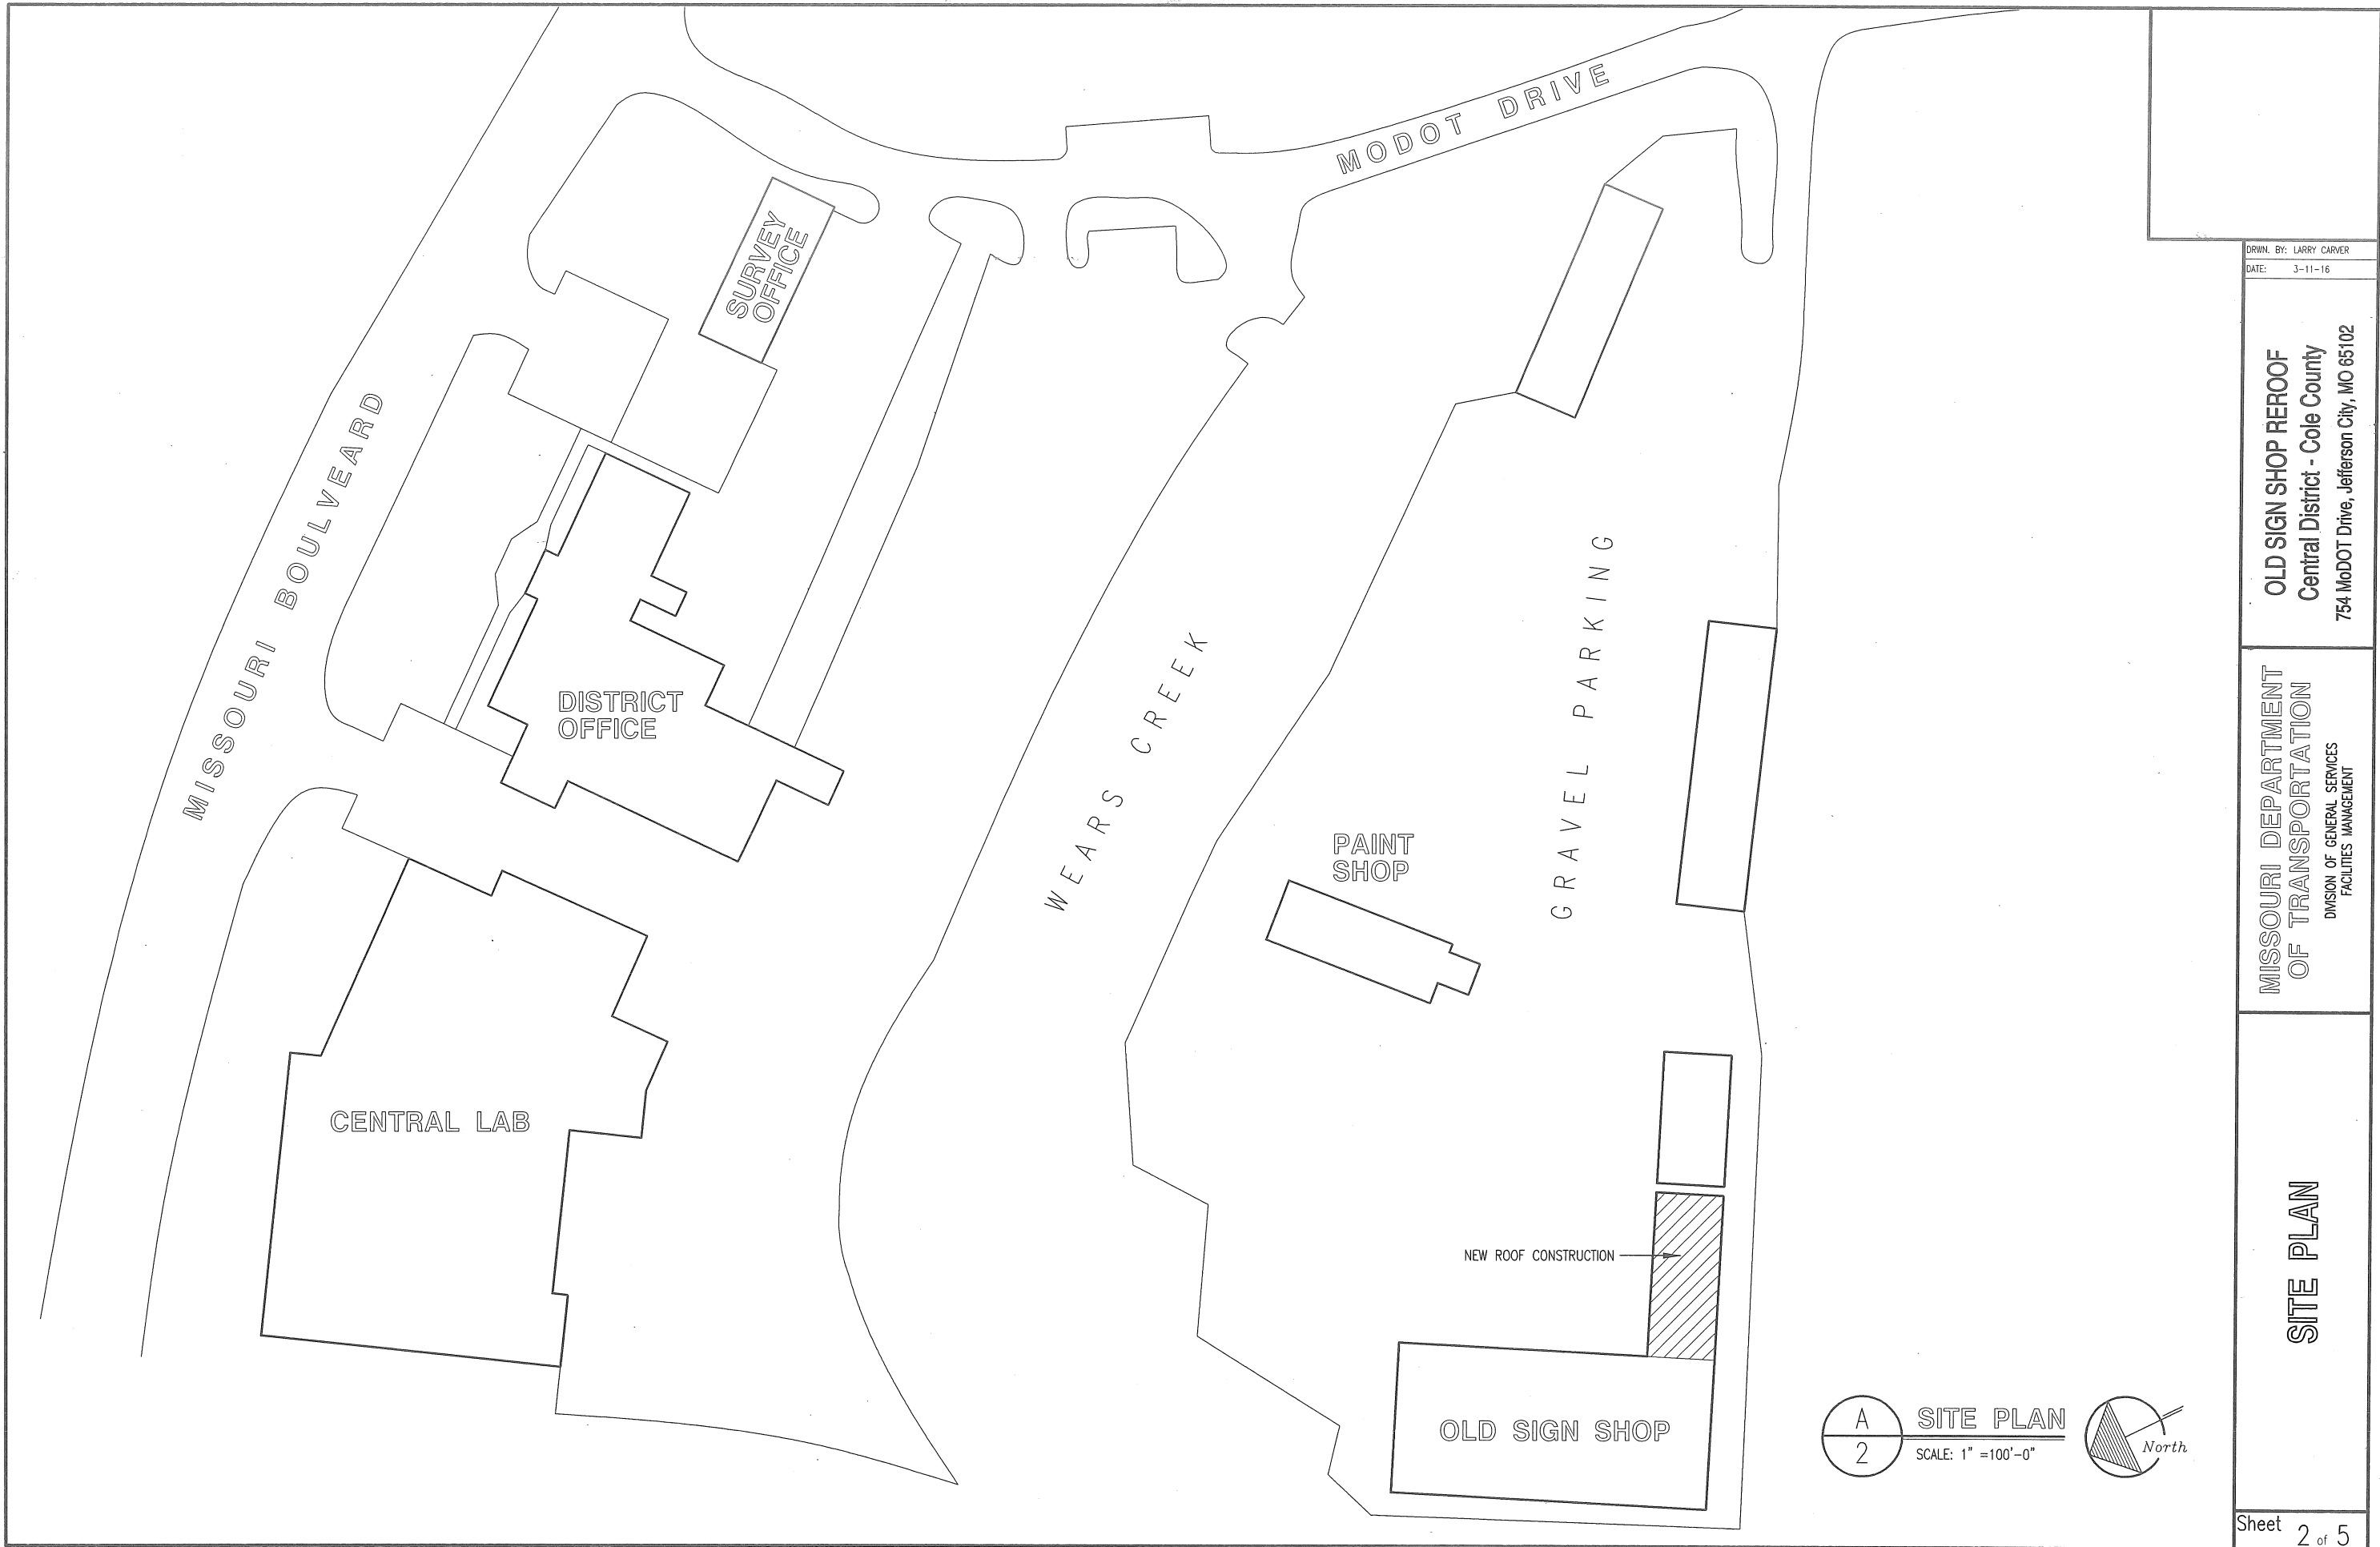 MODOT DRIVE
SURVEY
OFFICE
MISSOURI BOULVEARD
DISTRICT
OFFICE
WEARS CREEK
GRAVEL PARKING
PAINT
SHOP
CENTRAL LAB
NEW ROOF CONSTRUCTION
OLD SIGN SHOP
A
2
SITE PLAN
SCALE: 1" =100'-0"
North
DRWN. BY: LARRY CARVER
DATE: 3-11-16
OLD SIGN SHOP REROOF
Central District - Cole County
754 MoDOT Drive, Jefferson City, MO 65102
MISSOURI DEPARTMENT
OF TRANSPORTATION
DIVISION OF GENERAL SERVICES
FACILITIES MANAGEMENT
SITE PLAN
Sheet 2 of 5